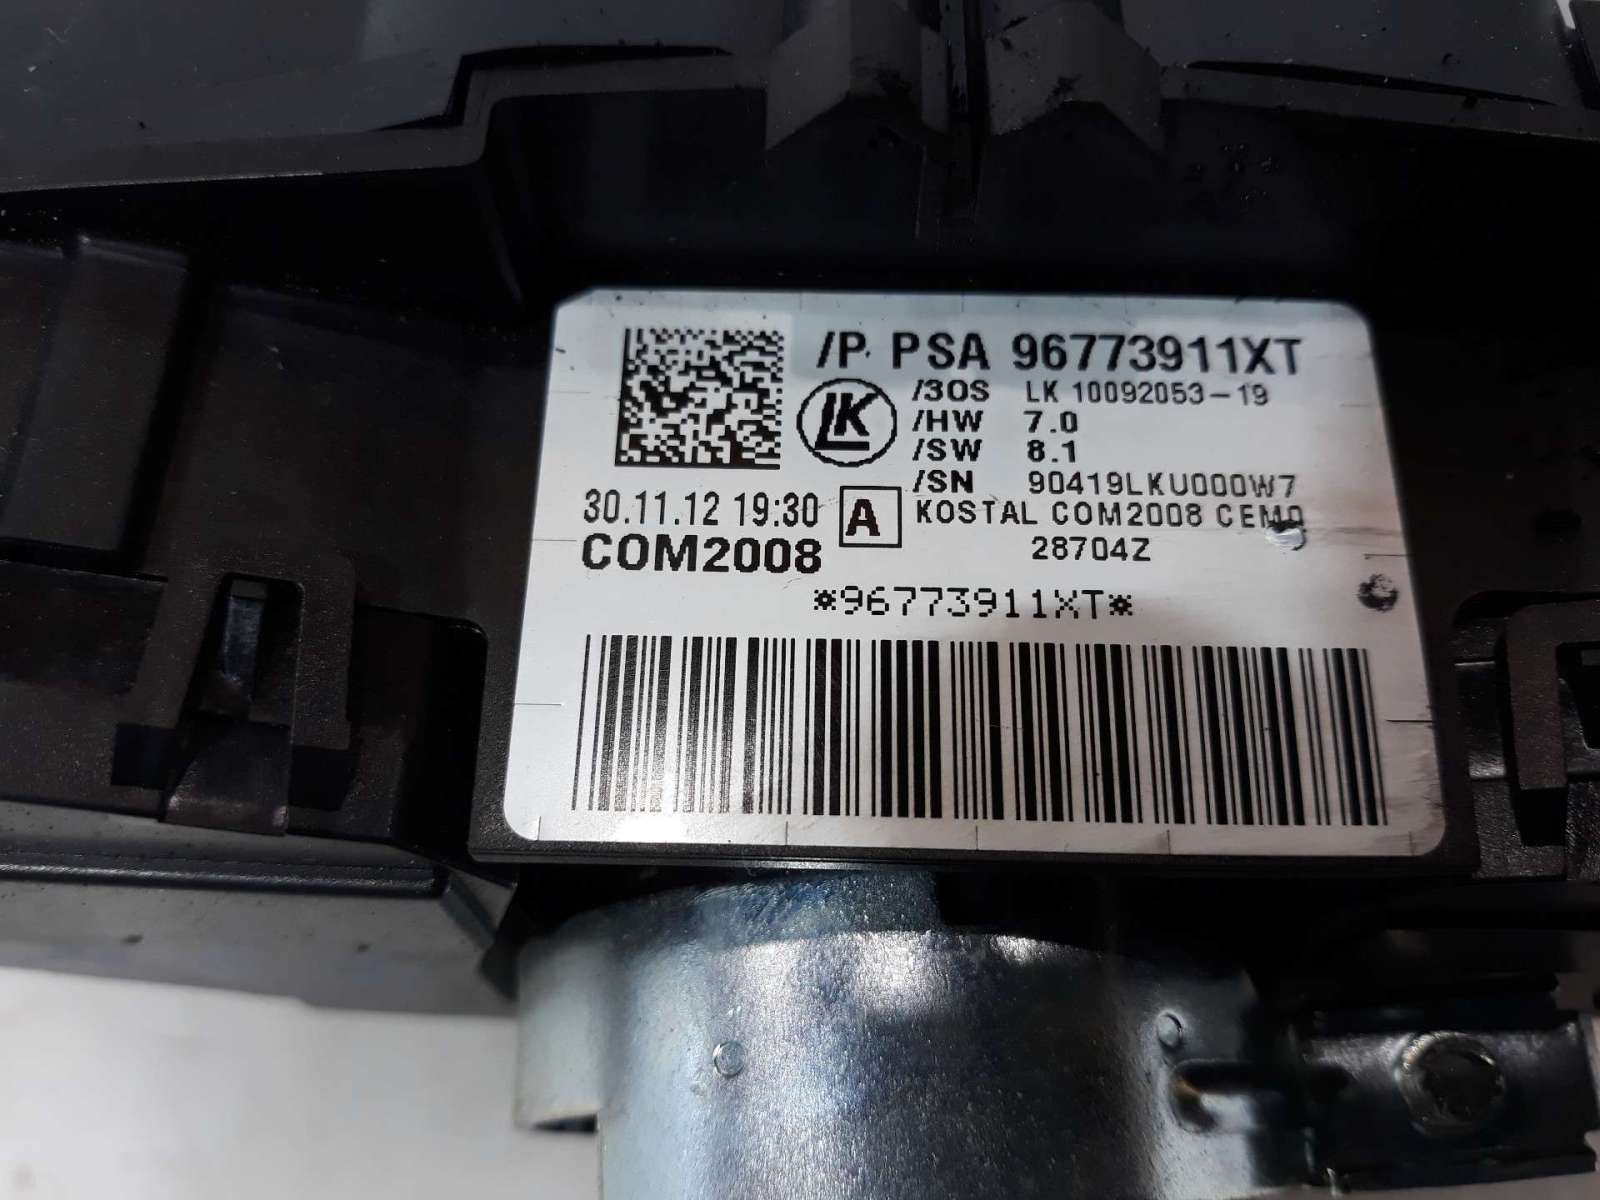 /P. PSA 96773911XT
LK
/3OS LK 10092053-19
/HW 7.0
/SW 8.1
/SN 90419LKU000W7
30.11.12 19:30 A KOSTAL COM2008
COM2008 28704Z
*96773911XT*